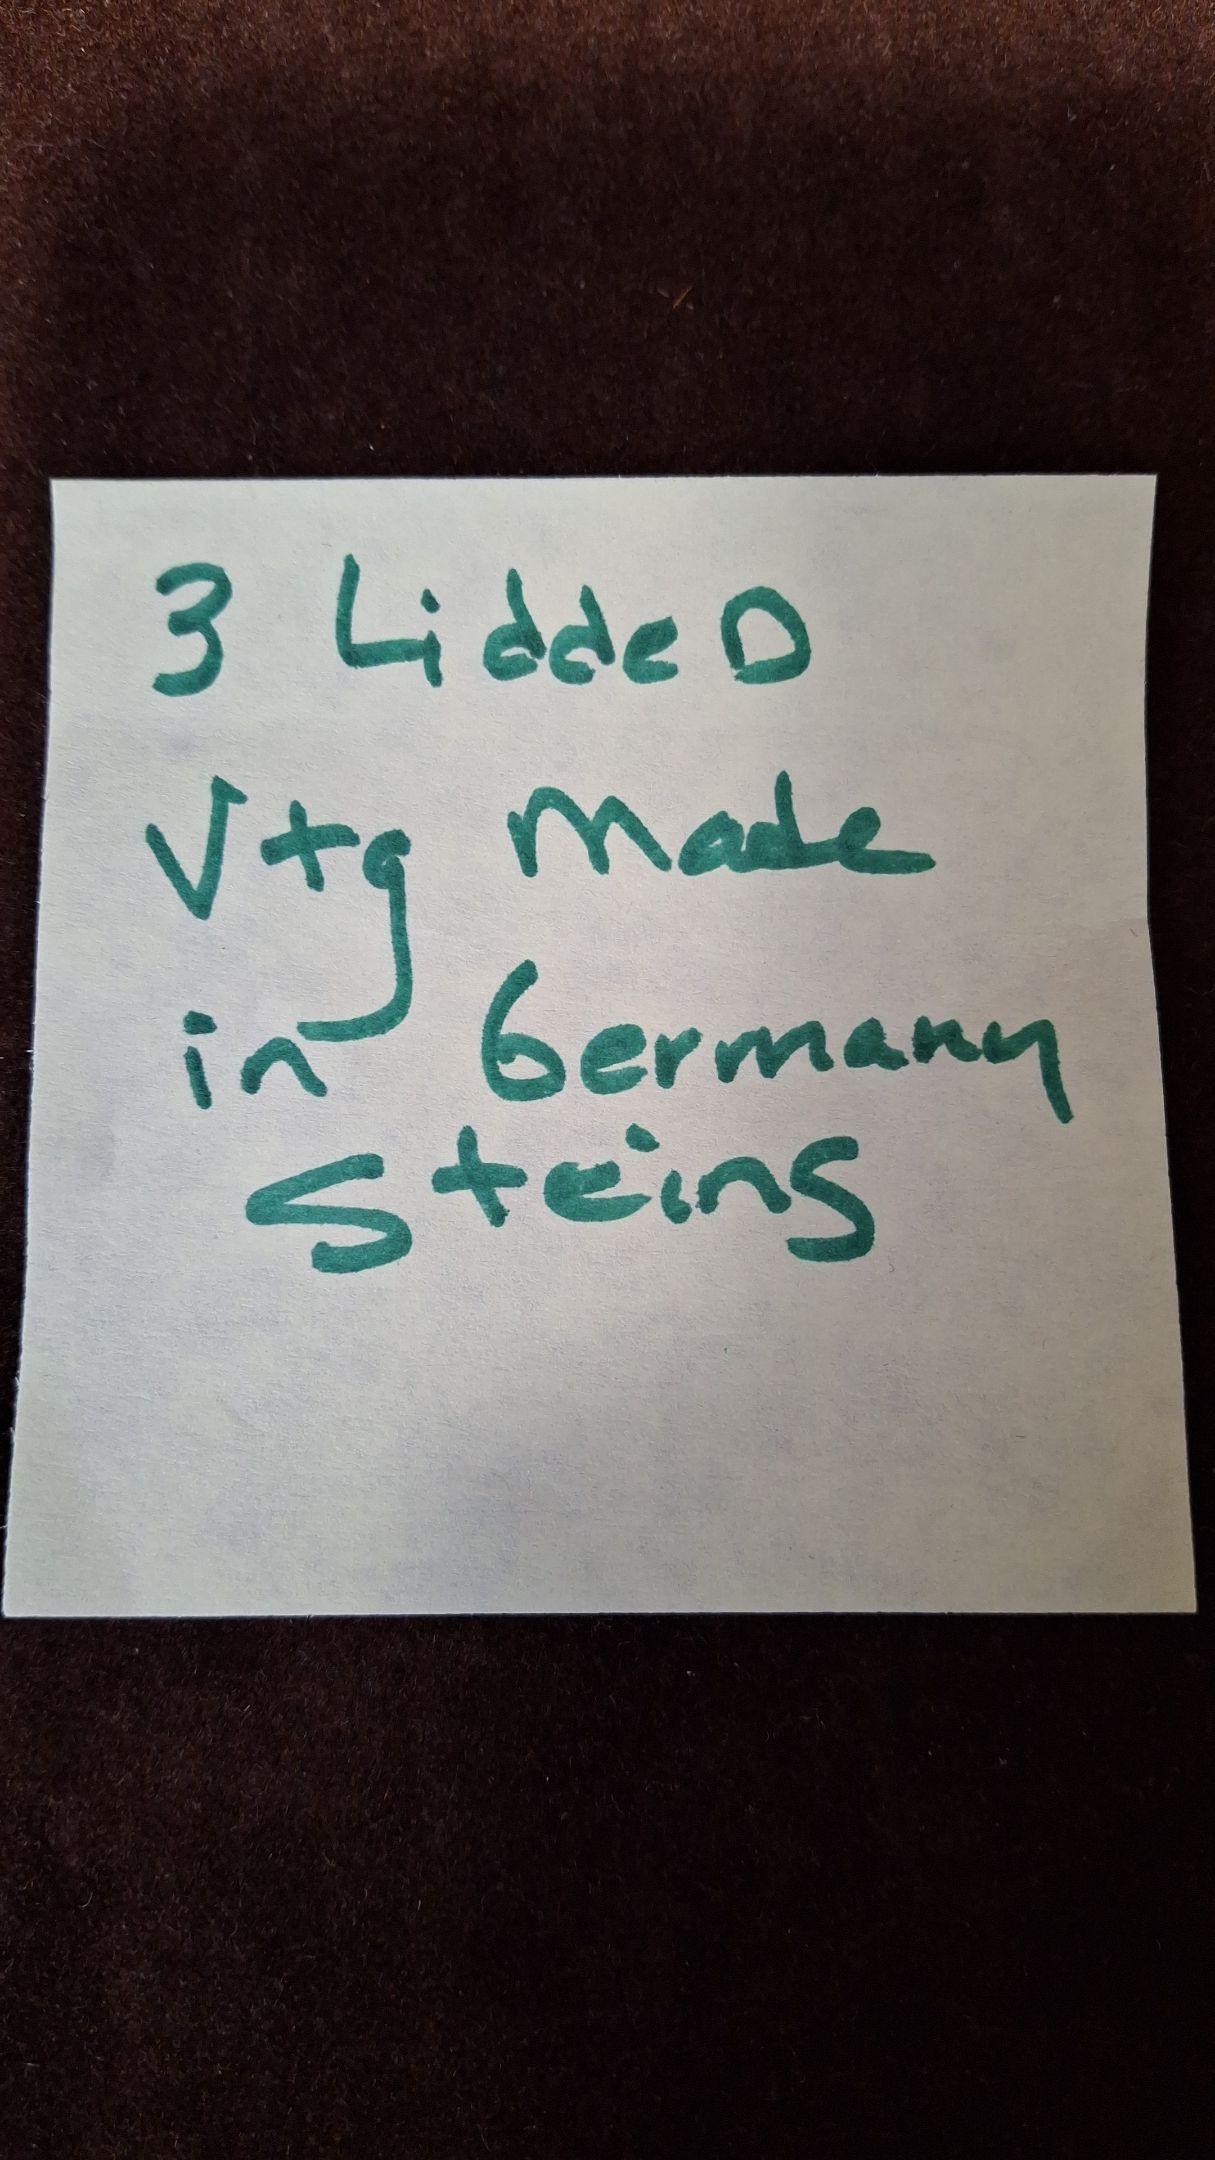 3 LiddeD
Vtg made
in Germany
Steins